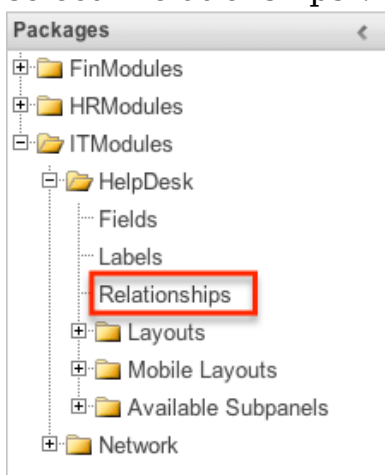 Packages
FinModules
HRModules
ITModules
HelpDesk
Fields
Labels
Relationships
Layouts
Mobile Layouts
Available Subpanels
Network